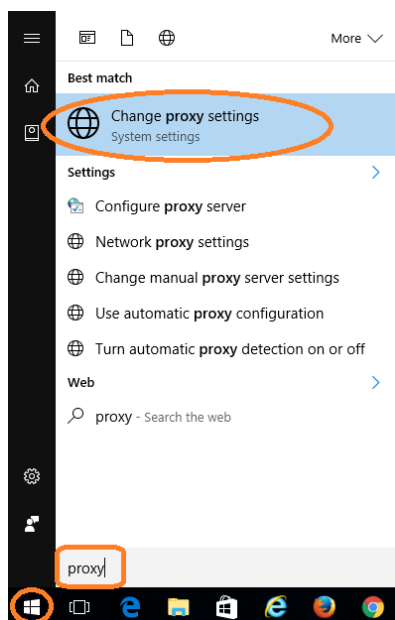 More
Best match
Change proxy settings
System settings
Settings
Configure proxy server
Network proxy settings
Change manual proxy server settings
Use automatic proxy configuration
Turn automatic proxy detection on or off
Web
proxy - Search the web
proxy